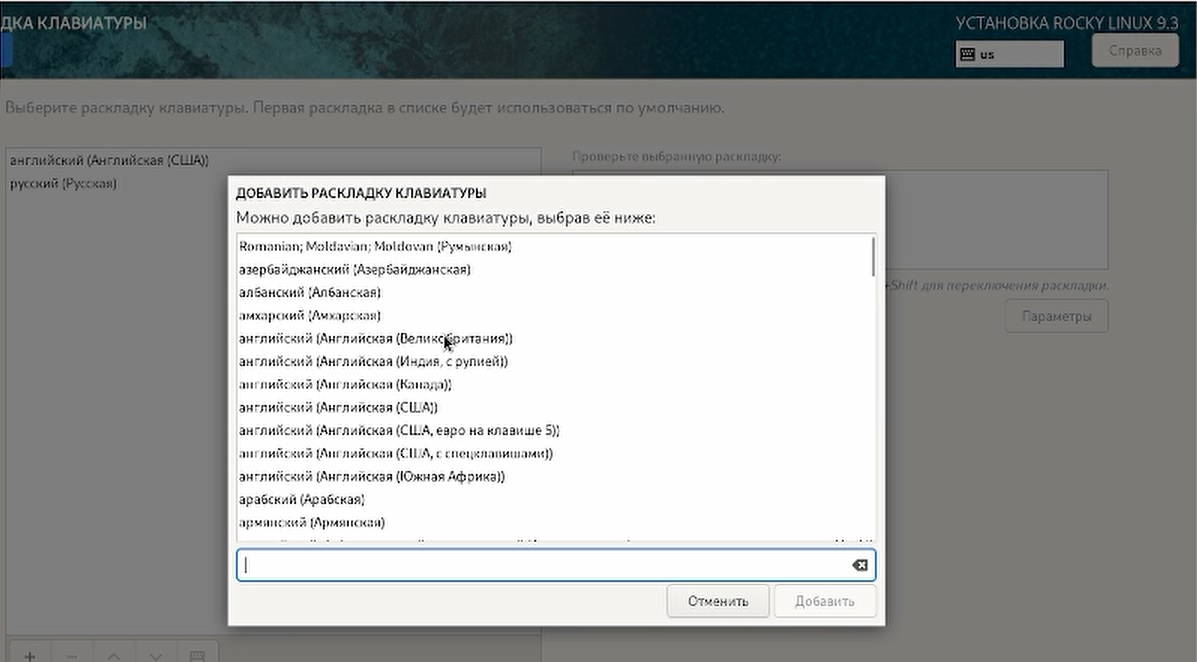 ДКА КЛАВИАТУРЫ
УСТАНОВКА ROCKY LINUX 9.3
us
Справка
Выберите раскладку клавиатуры. Первая раскладка в списке будет использоваться по умолчанию.
английский (Английская (США))
русский (Русская)
Проверьте выбранную раскладку:
+Shift для переключения раскладки.
Параметры
ДОБАВИТЬ РАСКЛАДКУ КЛАВИАТУРЫ
Можно добавить раскладку клавиатуры, выбрав её ниже:
Romanian; Moldavian; Moldovan (Румынская)
азербайджанский (Азербайджанская)
албанский (Албанская)
амхарский (Амхарская)
английский (Английская (Великобритания))
английский (Английская (Индия, с рупией))
английский (Английская (Канада))
английский (Английская (США))
английский (Английская (США, евро на клавише 5))
английский (Английская (США, с спецклавишами))
английский (Английская (Южная Африка))
арабский (Арабская)
армянский (Армянская)
Отменить
Добавить